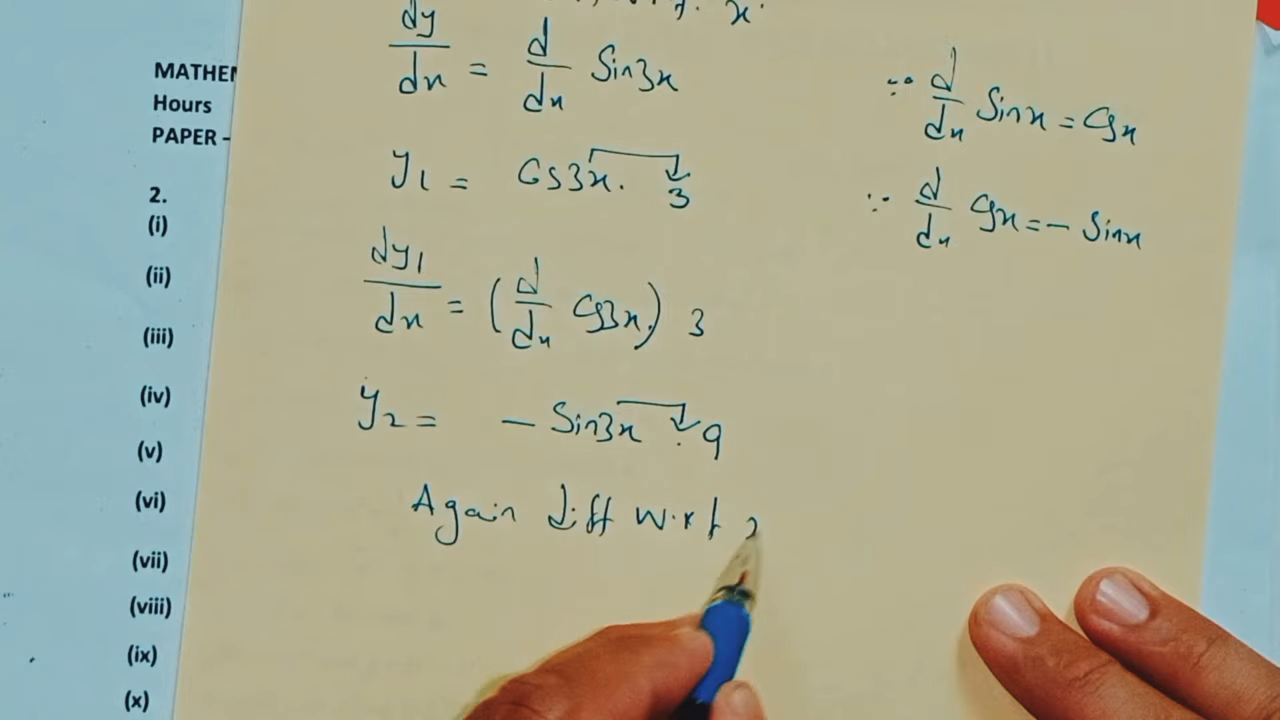 x.
dy/dx = d/dx Sin3x
∵ d/dx Sinx = Cosx
y1 = Cos3x. 3
∵ d/dx Cosx = - Sinx
dy1/dx = (d/dx Cos3x.) 3
y2 = - Sin3x . 9
Again diff w.r.t
MATHEM
Hours
PAPER –
2.
(i)
(ii)
(iii)
(iv)
(v)
(vi)
(vii)
(viii)
(ix)
(x)